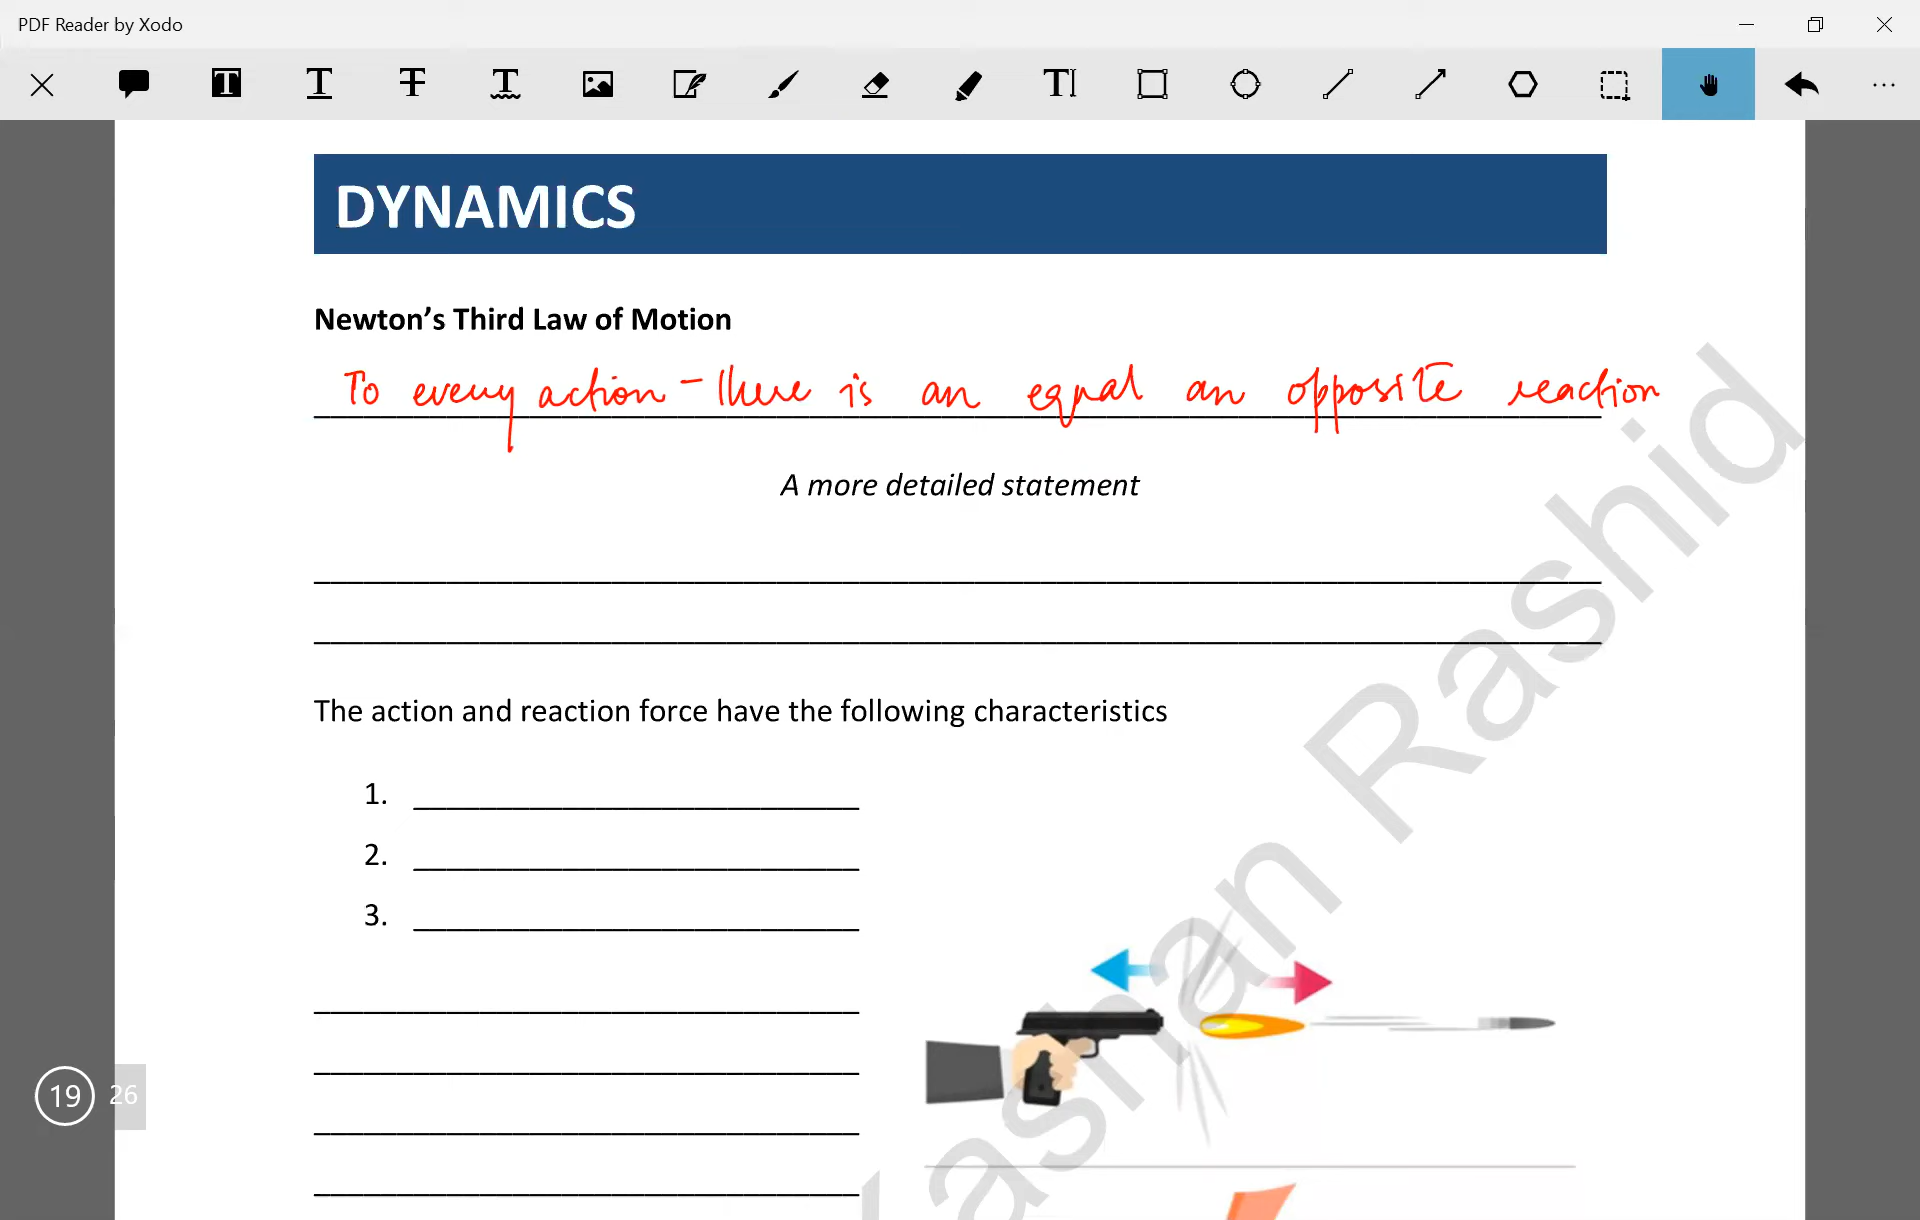 PDF Reader by Xodo
DYNAMICS
Newton's Third Law of Motion
To every action - there is an equal an opposite reaction
A more detailed statement
The action and reaction force have the following characteristics
1.
2.
3.
19 26
Rashid